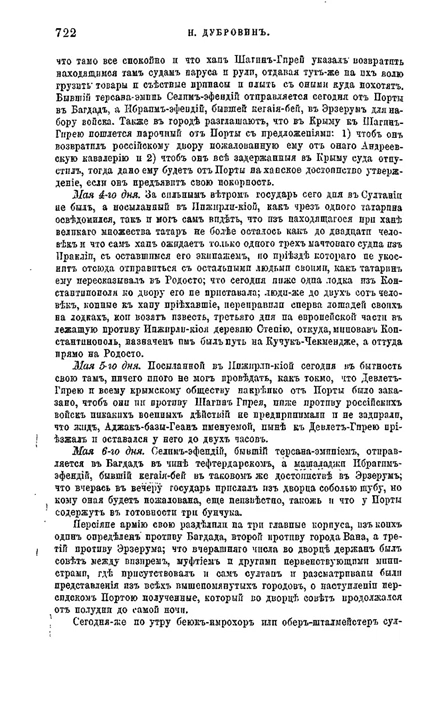 722 Н. ДУБРОВИНЪ.
что тамо все спокойно и что ханъ Шагинъ-Гирей указалъ возвратить
находящимся тамъ судамъ паруса и рули, отдавая тутъ-же на ихъ волю
грузить товары и съѣстные припасы и плыть съ оными куда похотятъ.
Бывшій терсана-эминь Селимъ-эфендій отправляется сегодня отъ Порты
въ Багдадъ, а Ибраимъ-эфендій, бывшей кегаія-бей, въ Эрзерумъ для на-
бору войска. Также въ городѣ разглашаютъ, что въ Крымъ къ Шагинъ-
Гирею пошлется нарочный отъ Порты съ предложеніями: 1) чтобъ онъ
возвратилъ россійскому двору пожалованную ему отъ онаго Андреев-
скую кавалерію и 2) чтобъ онъ всѣ задержанныя въ Крыму суда отпу-
стилъ, тогда дано ему будетъ отъ Порты на ханское достоинство утверж-
деніе, если онъ предъявитъ свою покорность.
Мая 4-го дня. За сильнымъ вѣтромъ государь сего дня въ Султаніи
не былъ, а посыланный въ Инжирли-кіой, какъ чрезъ одного татарина
освѣдомился, такъ и могъ самъ видѣть, что изъ находящагося при ханѣ
великаго множества татаръ не болѣе осталось какъ до двадцати чело-
вѣкъ и что самъ ханъ ожидаетъ только одного трехъ мачтоваго судна изъ
Ираклін, съ оставшимся его экипажемъ, по пріѣздѣ котораго не укос-
нитъ отсюда отправиться съ остальными людьми своими, какъ татаринъ
ему пересказывалъ въ Родосто; что сегодня ниже одна лодка изъ Кон-
стантинополя ко двору его не приставала; люди-же до двухъ сотъ чело-
вѣкъ, конные къ хану пріѣхавшіе, переправили сперва лошадей своихъ
на лодкахъ, кои возятъ известь, третьяго дня на европейской части въ
лежащую противу Инжирли-кіоя деревню Степію, откуда, миновавъ Кон-
стантинополь, назначенъ имъ былъ путь на Кучукъ-Чекмендже, а оттуда
прямо на Родосто.
Мая 5-го дня. Посыланной въ Инжирли-кіой сегодня въ бытность
свою тамъ, ничего инаго не могъ провѣдать, какъ токмо, что Девлетъ-
Гирею и всему крымскому обществу накрѣпко отъ Порты было зака-
зано, чтобъ они ни противу Шагинъ Гирея, ниже противу россійскихъ
войскъ никакихъ военныхъ дѣйствій не предпринимали и не задирали,
что жидъ, Аджакъ-базы-Геанъ именуемой, нынѣ къ Девлетъ-Гирею прі-
ѣзжалъ и оставался у него до двухъ часовъ.
Мая 6-го дня. Селимъ-эфендій, бывшій терсана-эминіемъ, отправ-
ляется въ Багдадъ въ чинѣ тефтердарскомъ, а машаладжи Ибрагимъ-
эфендій, бывшій кегаія-бей въ таковомъ же достоинствѣ въ Эрзерумъ;
что вчерась въ вечеру государь прислалъ изъ дворца соболью шубу, но
кому оная будетъ пожалована, еще неизвѣстно, такожъ и что у Порты
содержутъ въ готовности три бунчука.
Персіяне армію свою раздѣлили на три главные корпуса, изъ коихъ
одинъ опредѣленъ противу Багдада, второй противу города Вана, а тре-
тій противу Эрзерума; что вчерашняго числа во дворцѣ держанъ былъ
совѣтъ между визиремъ, муфтіемъ и другими первенствующими мини-
страми, гдѣ присутствовалъ и самъ султанъ и разсматриваны были
представленія изъ всѣхъ вышепомянутыхъ городовъ, о наступленіи пер-
сидскомъ Портою полученные, который во дворцѣ совѣтъ продолжался
отъ полудни до самой ночи.
Сегодня-же по утру беюкъ-имрохоръ или оберъ-шталмейстеръ сул-